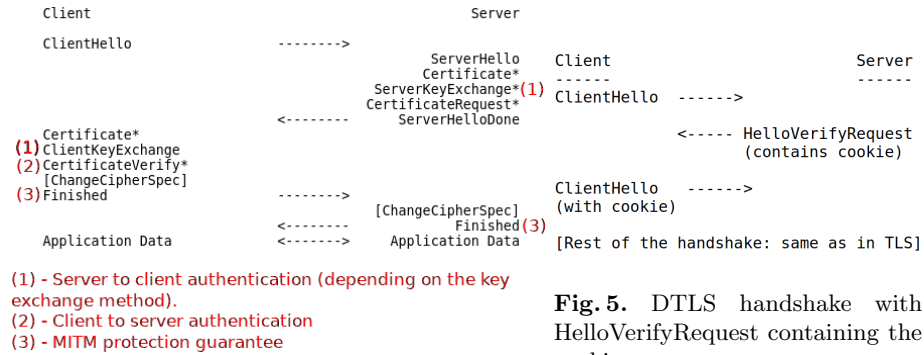 Client Server
ClientHello -------->
ServerHello
Certificate*
ServerKeyExchange*(1)
CertificateRequest*
<-------- ServerHelloDone
Certificate*
(1)ClientKeyExchange
(2)CertificateVerify*
[ChangeCipherSpec]
(3)Finished -------->
[ChangeCipherSpec]
<-------- Finished(3)
Application Data <-------> Application Data
(1) - Server to client authentication (depending on the key
exchange method).
(2) - Client to server authentication
(3) - MITM protection guarantee
Client Server
------ ------
ClientHello ------>
<----- HelloVerifyRequest
(contains cookie)
ClientHello ------>
(with cookie)
[Rest of the handshake: same as in TLS]
Fig. 5. DTLS handshake with
HelloVerifyRequest containing the